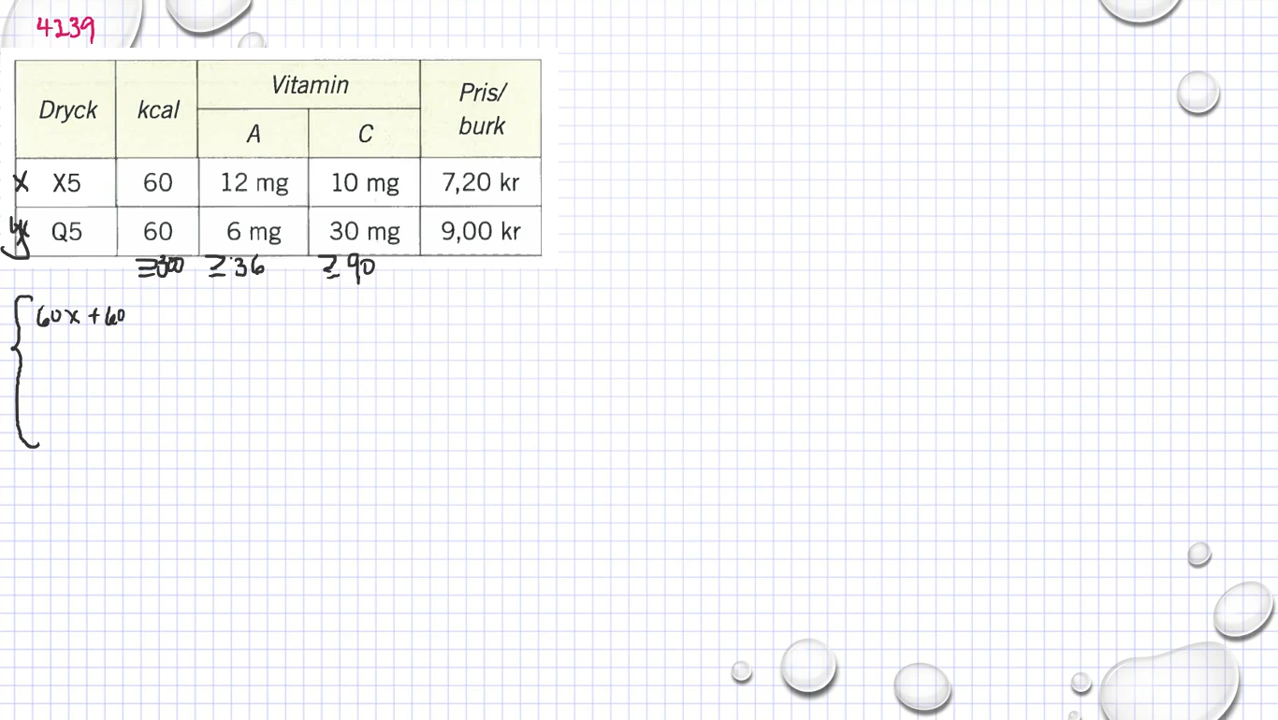 4239
Dryck kcal Vitamin Pris/burk
A C
x X5 60 12 mg 10 mg 7,20 kr
y Q5 60 6 mg 30 mg 9,00 kr
≥300 ≥36 ≥90
{ 60x + 60